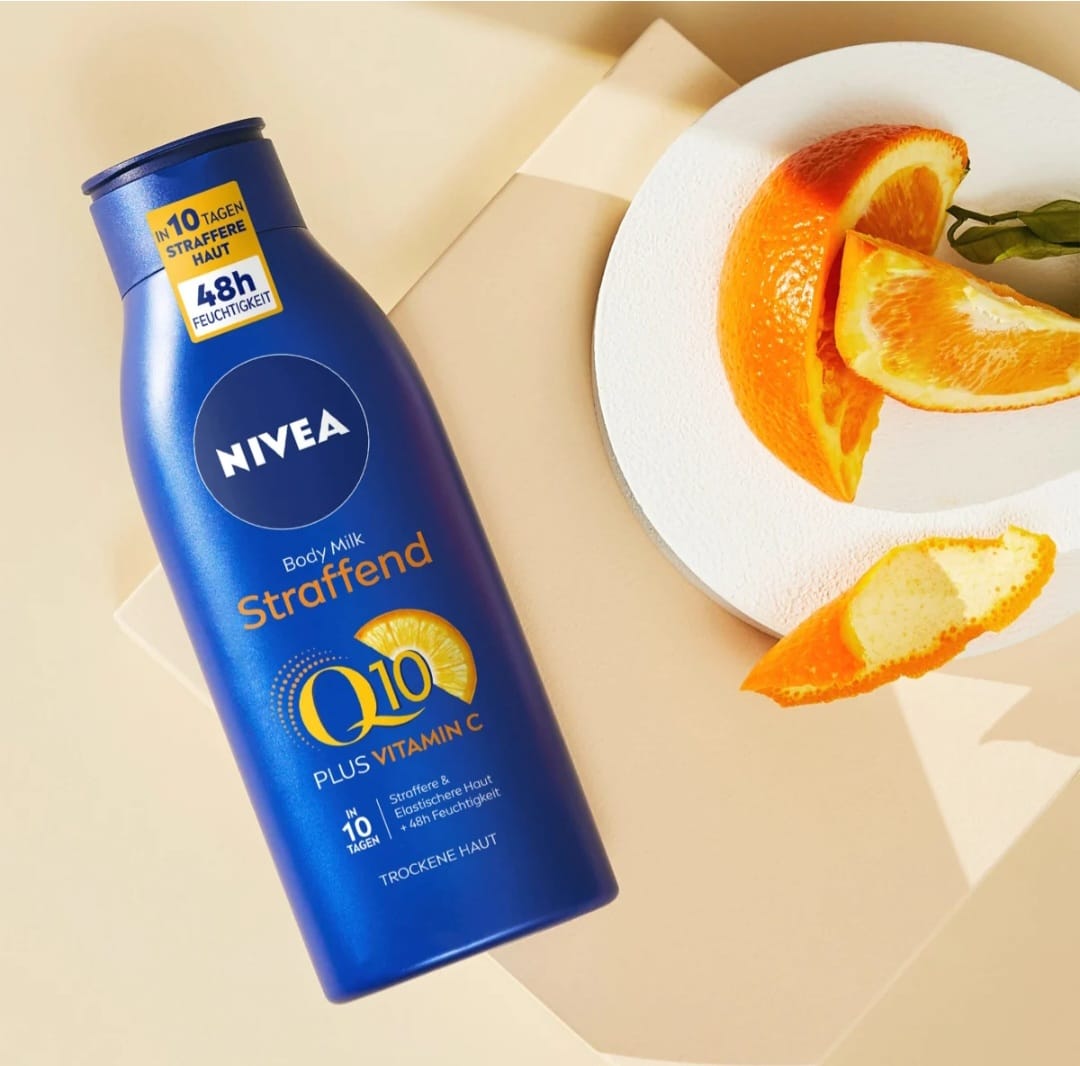 IN 10 TAGEN
STRAFFERE
HAUT
48h
FEUCHTIGKEIT
NIVEA
Body Milk
Straffend
Q10
PLUS VITAMIN C
IN
10
TAGEN
Straffere &
Elastischere Haut
+ 48h Feuchtigkeit
TROCKENE HAUT